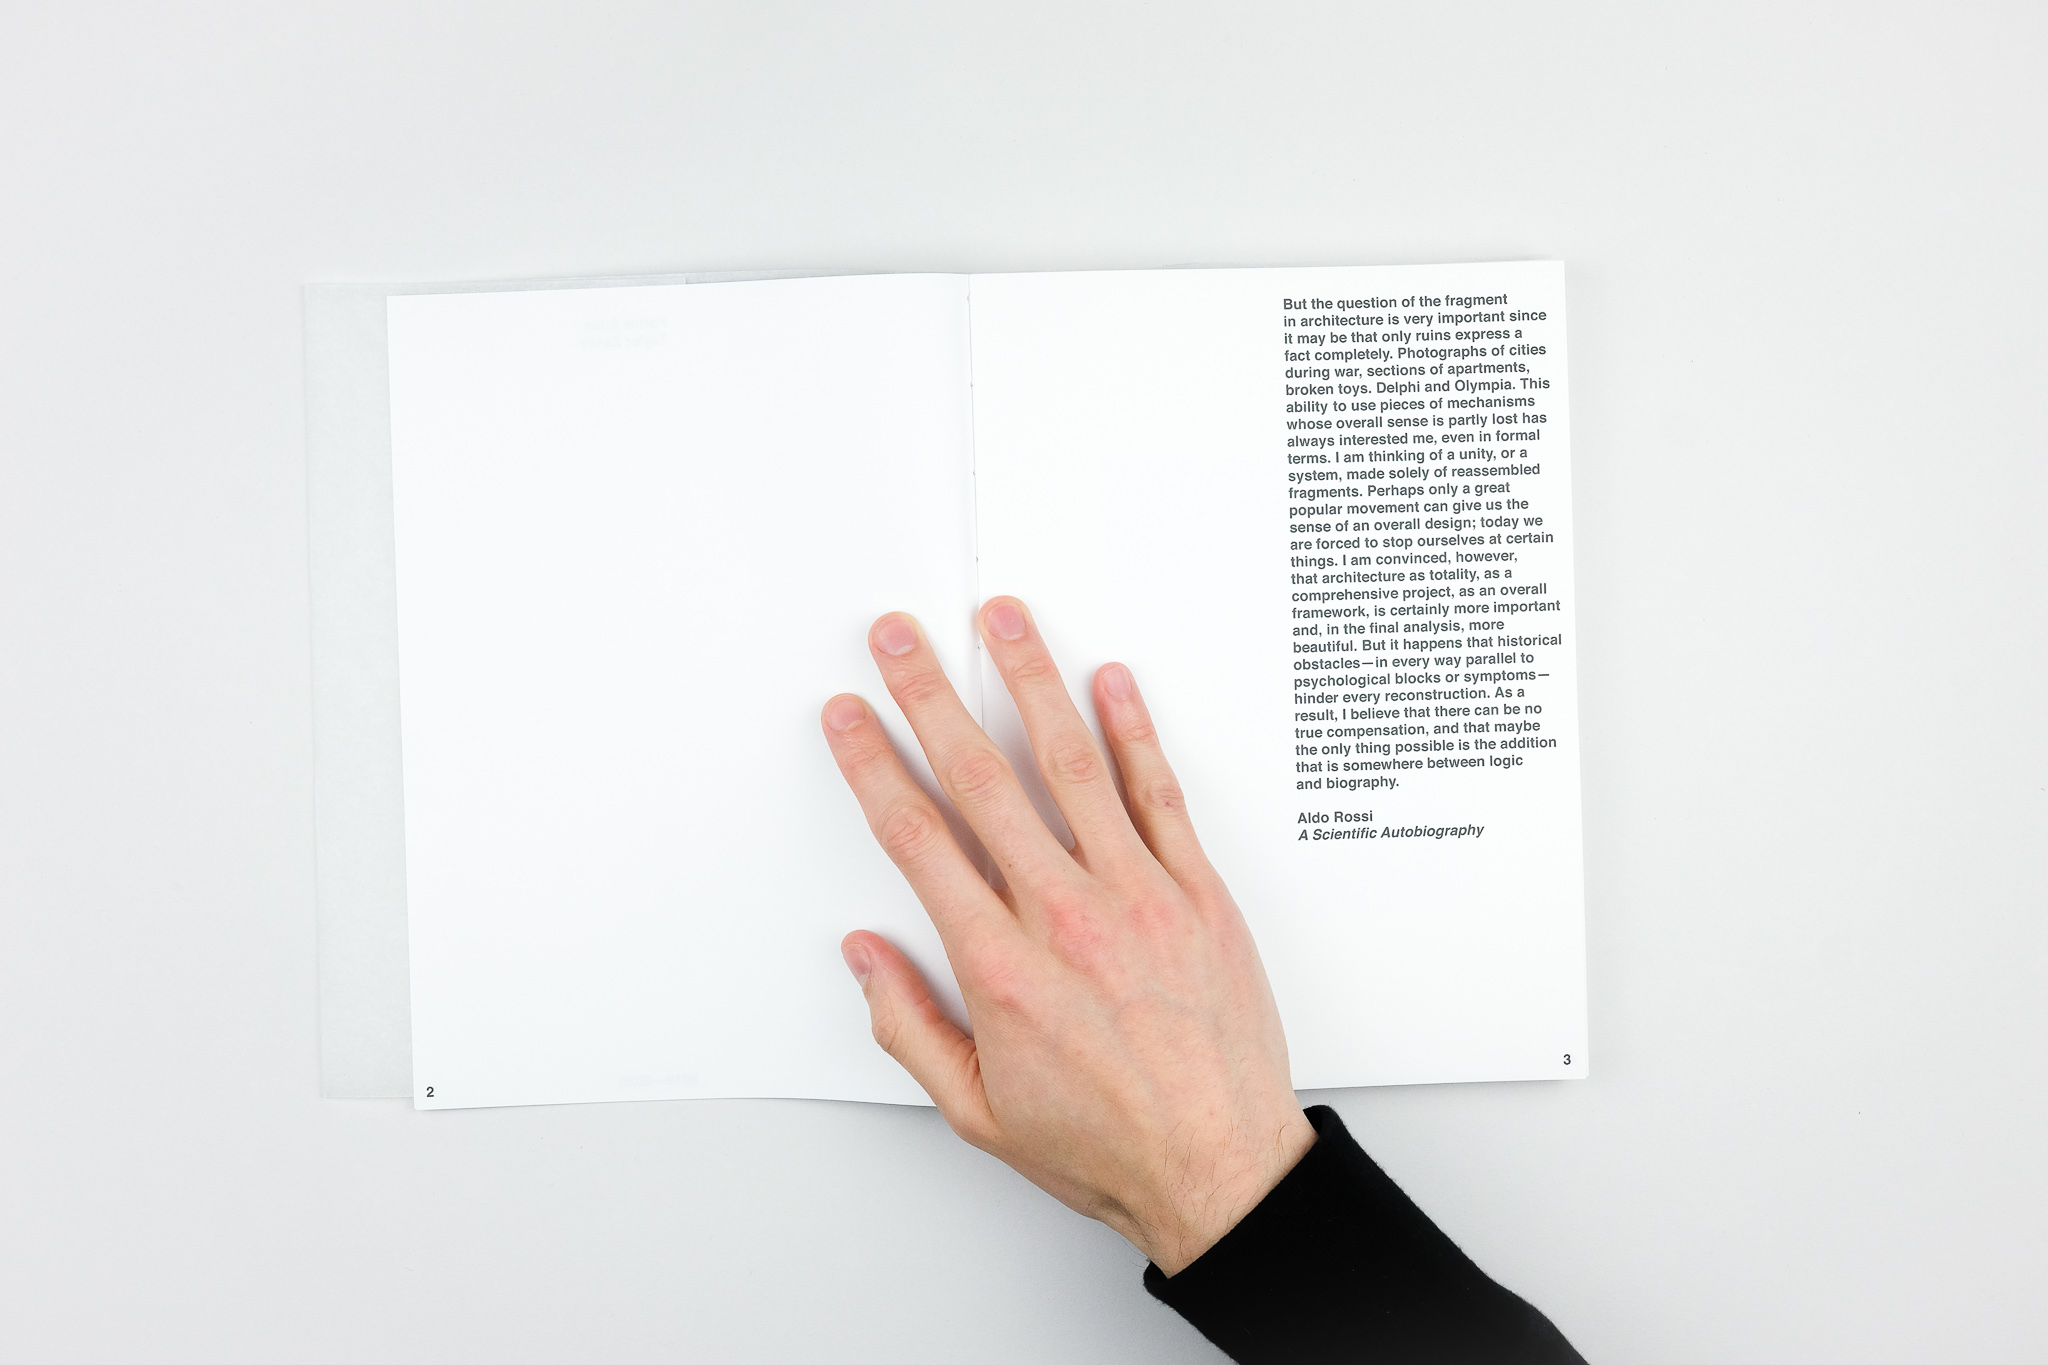 But the question of the fragment
in architecture is very important since
it may be that only ruins express a
fact completely. Photographs of cities
during war, sections of apartments,
broken toys. Delphi and Olympia. This
ability to use pieces of mechanisms
whose overall sense is partly lost has
always interested me, even in formal
terms. I am thinking of a unity, or a
system, made solely of reassembled
fragments. Perhaps only a great
popular movement can give us the
sense of an overall design; today we
are forced to stop ourselves at certain
things. I am convinced, however,
that architecture as totality, as a
comprehensive project, as an overall
framework, is certainly more important
and, in the final analysis, more
beautiful. But it happens that historical
obstacles—in every way parallel to
psychological blocks or symptoms—
hinder every reconstruction. As a
result, I believe that there can be no
true compensation, and that maybe
the only thing possible is the addition
that is somewhere between logic
and biography.
Aldo Rossi
A Scientific Autobiography
2
3